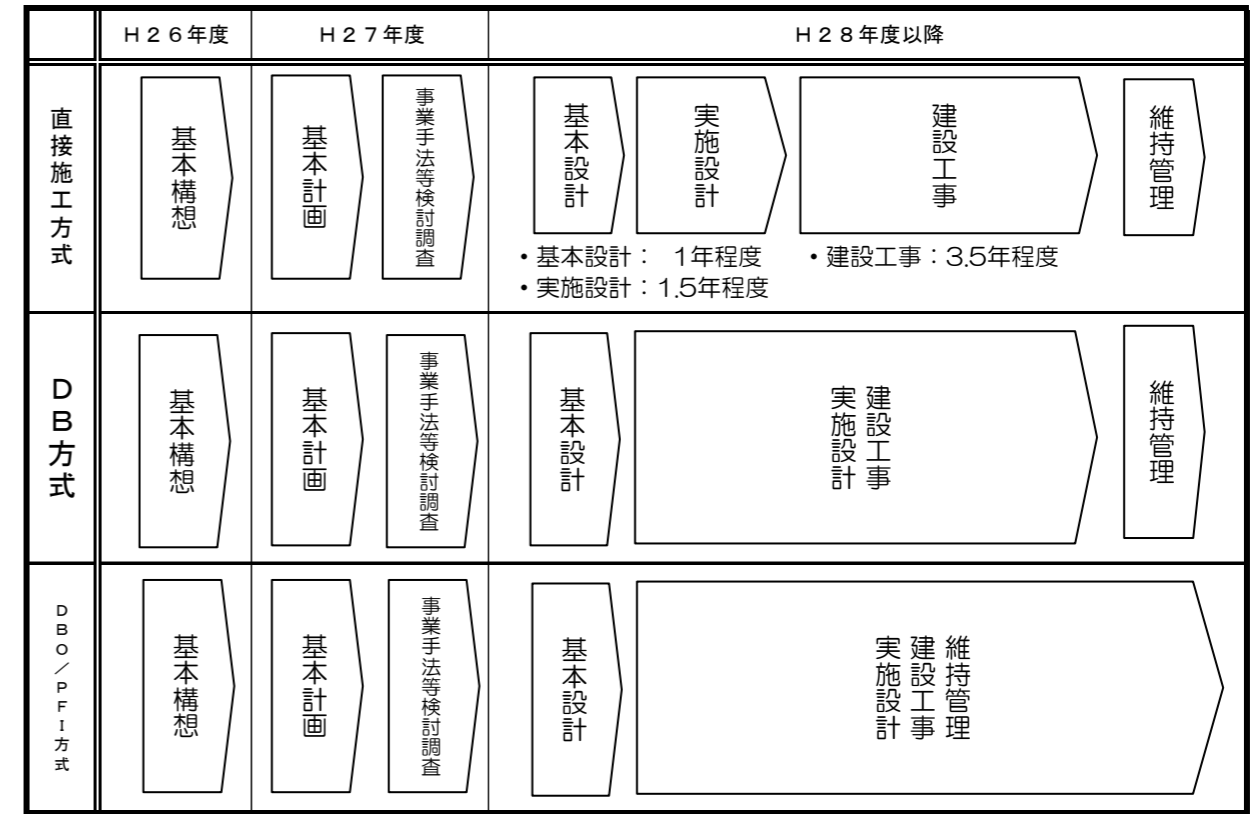 H26年度
H27年度
H28年度以降
直接施工方式
基本構想
基本計画
事業手法等検討調査
基本設計
実施設計
建設工事
維持管理
・基本設計： 1年程度
・建設工事：3.5年程度
・実施設計：1.5年程度
DB方式
基本構想
基本計画
事業手法等検討調査
基本設計
建設工事
実施設計
維持管理
DBO／PFI方式
基本構想
基本計画
事業手法等検討調査
基本設計
維持管理
建設工事
実施設計